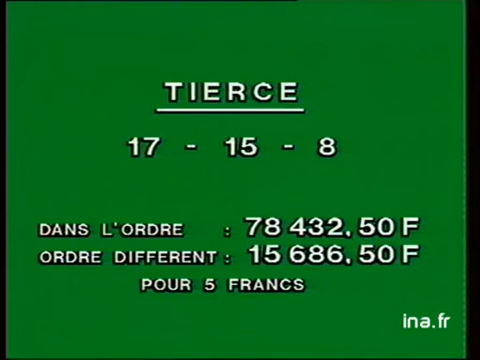 TIERCE
17 - 15 - 8
DANS L'ORDRE : 78 432,50 F
ORDRE DIFFERENT : 15 686,50 F
POUR 5 FRANCS
ina.fr